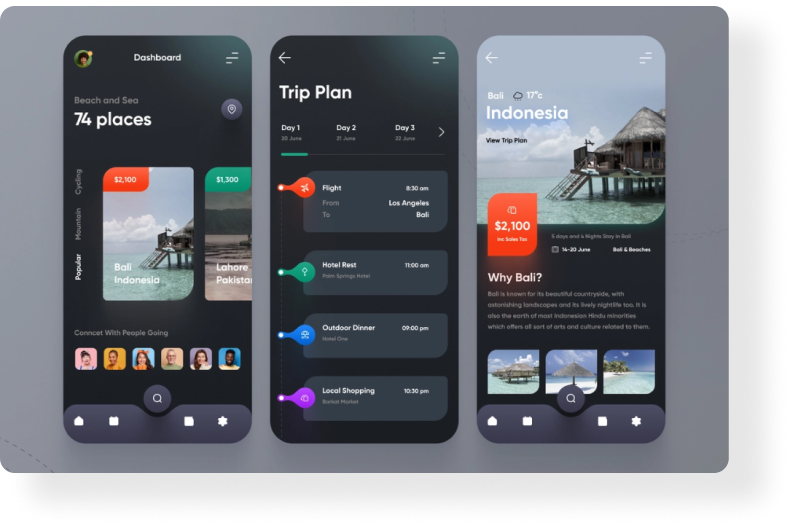 Dashboard
Beach and Sea
74 places
Cycling
Mountain
Popular
$2,100
Bali
Indonesia
$1,300
Lahore
Pakistan
Conncet With People Going
Trip Plan
Day 1
Day 2
Day 3
20 June
21 June
22 June
Flight
8:30 am
From
Los Angeles
To
Bali
Hotel Rest
11:00 am
Palm Springs Hotel
Outdoor Dinner
09:00 pm
Hotel One
Local Shopping
10:30 pm
Barkat Market
Bali
17°c
Indonesia
View Trip Plan
$2,100
Inc Sales Tax
5 days and 4 Nights Stay in Bali
14-20 June
Bali & Beaches
Why Bali?
Bali is known for its beautiful countryside, with
astonishing landscapes and its lively nightlife too. It is
also the earth of most Indonesian Hindu minorities
which offers all sort of arts and culture related to them.